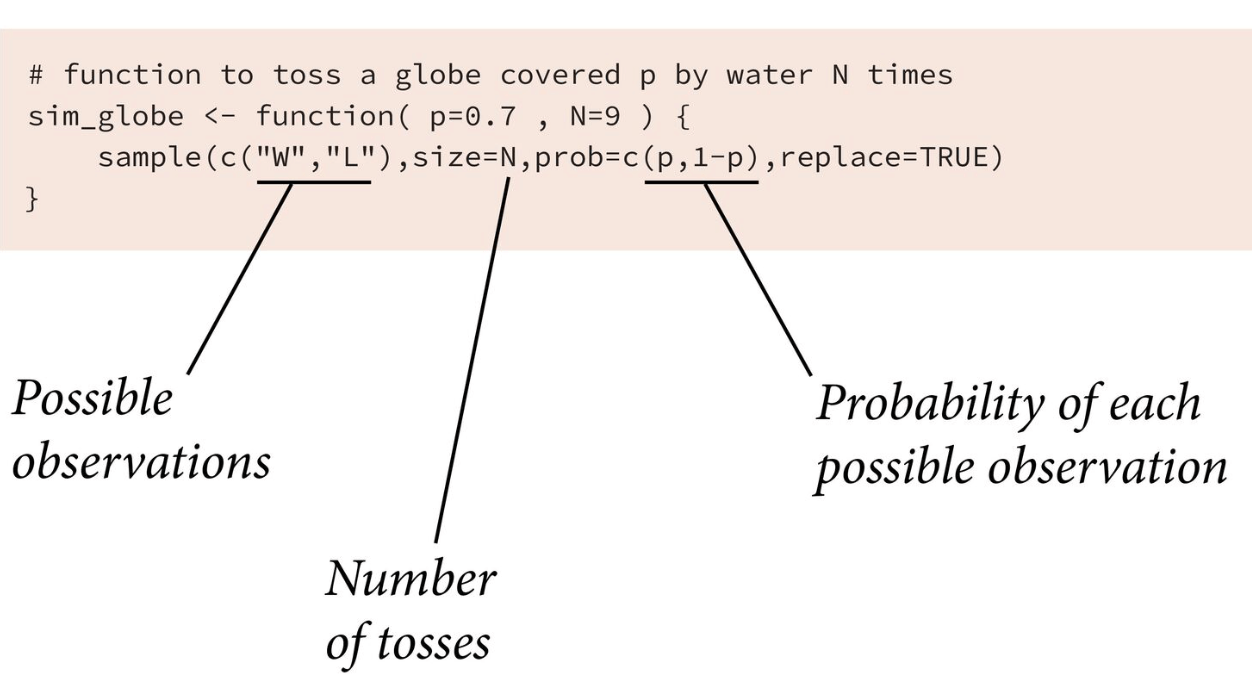 # function to toss a globe covered p by water N times
sim_globe <- function( p=0.7 , N=9 ) {
    sample(c("W","L"),size=N,prob=c(p,1-p),replace=TRUE)
}
Possible
observations
Number
of tosses
Probability of each
possible observation